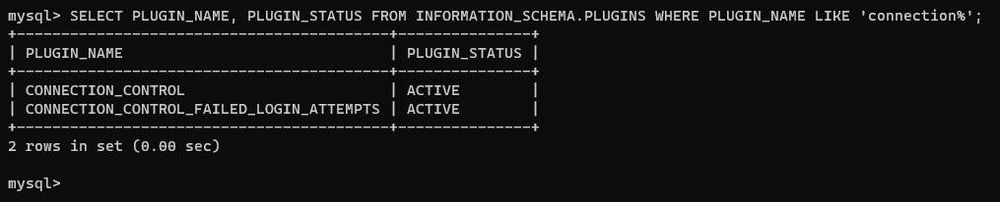 mysql> SELECT PLUGIN_NAME, PLUGIN_STATUS FROM INFORMATION_SCHEMA.PLUGINS WHERE PLUGIN_NAME LIKE 'connection%';
+------------------------------------------+---------------+
| PLUGIN_NAME                              | PLUGIN_STATUS |
+------------------------------------------+---------------+
| CONNECTION_CONTROL                       | ACTIVE        |
| CONNECTION_CONTROL_FAILED_LOGIN_ATTEMPTS | ACTIVE        |
+------------------------------------------+---------------+
2 rows in set (0.00 sec)
mysql>